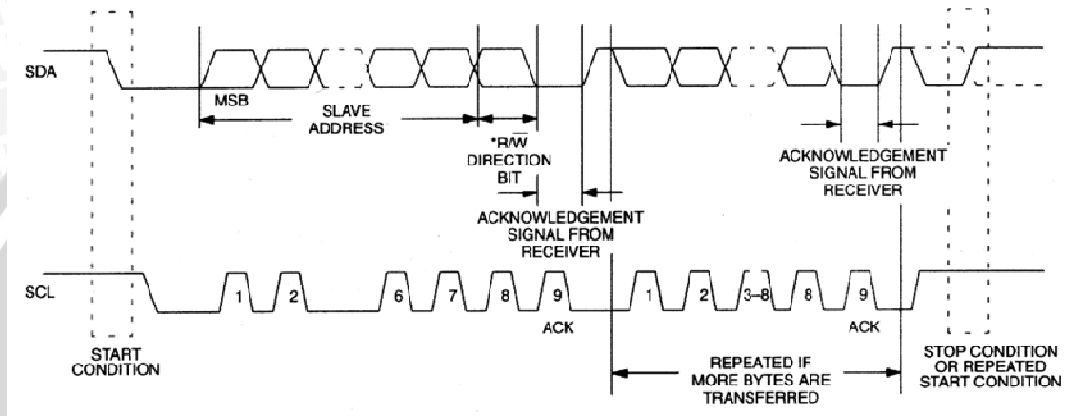 SDA
MSB
SLAVE
ADDRESS
*R/W̅
DIRECTION
BIT
ACKNOWLEDGEMENT
SIGNAL FROM
RECEIVER
ACKNOWLEDGEMENT
SIGNAL FROM
RECEIVER
SCL
1 2 6 7 8 9 1 2 3–8 8 9
ACK ACK
START
CONDITION
REPEATED IF
MORE BYTES ARE
TRANSFERRED
STOP CONDITION
OR REPEATED
START CONDITION